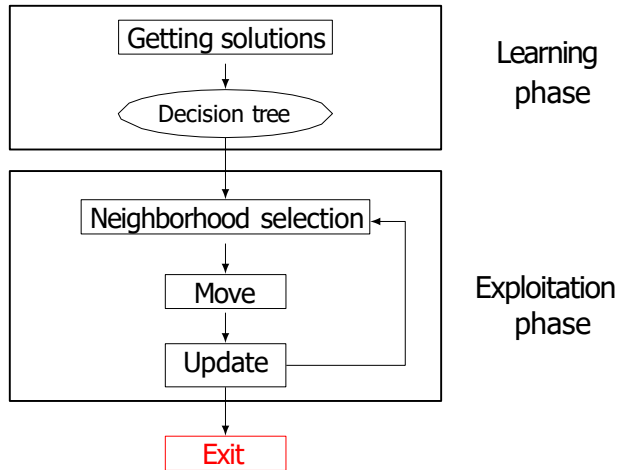 Getting solutions
Learning
phase
Decision tree
Neighborhood selection
Move
Exploitation
phase
Update
Exit